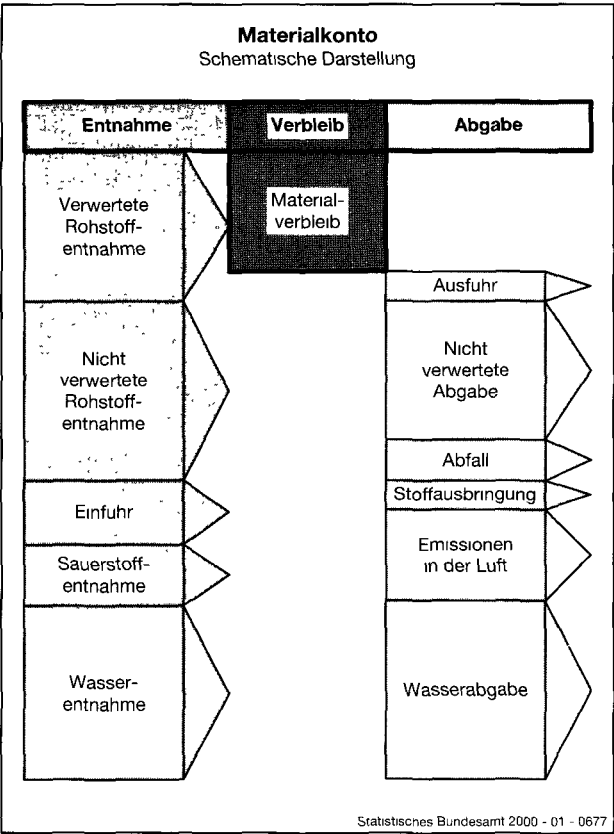 Materialkonto
Schematische Darstellung
Entnahme
Verbleib
Abgabe
Verwertete
Rohstoff-
entnahme
Material-
verbleib
Ausfuhr
Nicht
verwertete
Rohstoff-
entnahme
Nicht
verwertete
Abgabe
Abfall
Einfuhr
Stoffausbringung
Sauerstoff-
entnahme
Emissionen
in der Luft
Wasser-
entnahme
Wasserabgabe
Statistisches Bundesamt 2000 - 01 - 0677